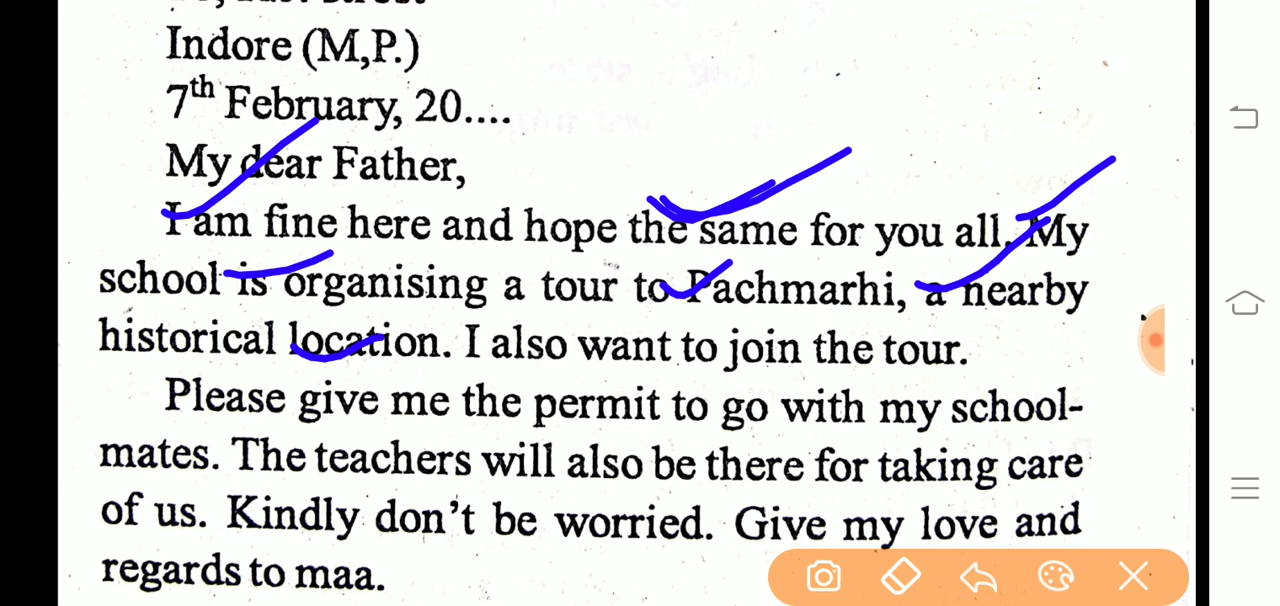 Indore (M,P.)
7th February, 20....
My dear Father,
I am fine here and hope the same for you all. My
school is organising a tour to Pachmarhi, a nearby
historical location. I also want to join the tour.
Please give me the permit to go with my school-
mates. The teachers will also be there for taking care
of us. Kindly don't be worried. Give my love and
regards to maa.